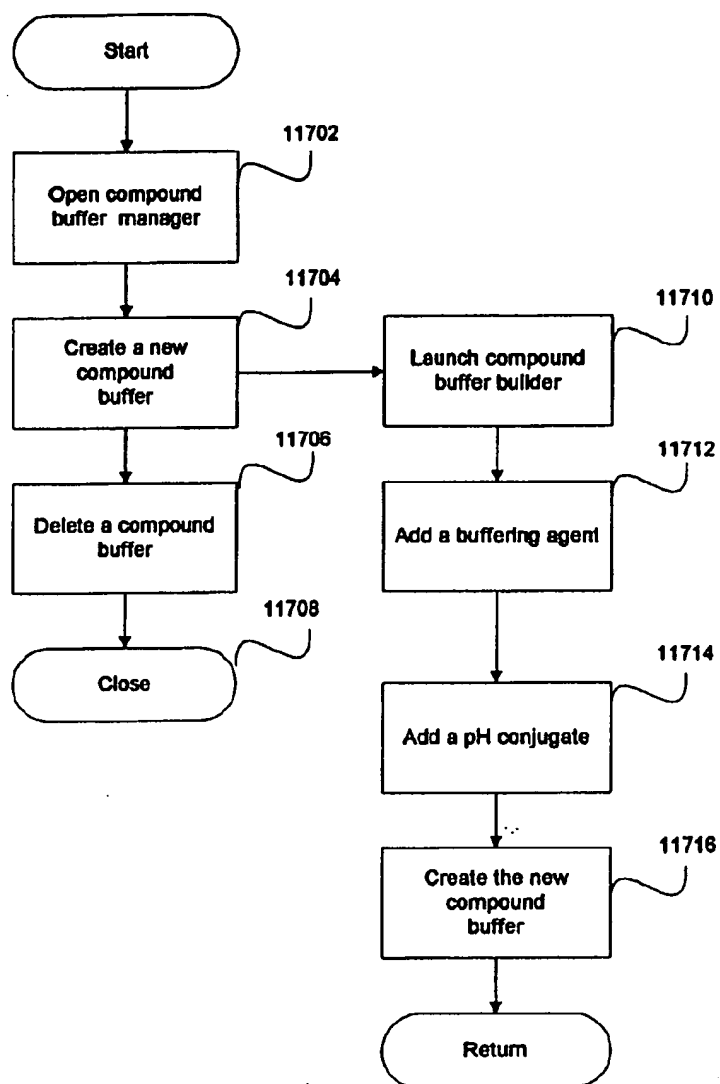 Start
11702
Open compound
buffer manager
11704
Create a new
compound
buffer
11706
Delete a compound
buffer
11708
Close
11710
Launch compound
buffer builder
11712
Add a buffering agent
11714
Add a pH conjugate
11716
Create the new
compound
buffer
Return